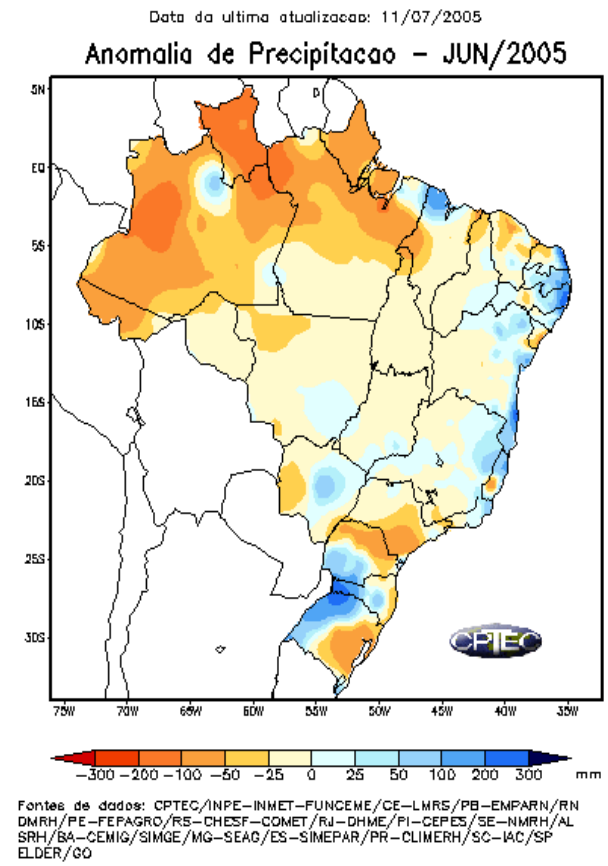 Data da ultima atualizacao: 11/07/2005
Anomalia de Precipitacao – JUN/2005
5N
EQ
5S
10S
15S
20S
25S
30S
CPTEC
75W 70W 65W 60W 55W 50W 45W 40W 35W
−300 −200 −100 −50 −25 0 25 50 100 200 300 mm
Fontes de dados: CPTEC/INPE−INMET−FUNCEME/CE−LMRS/PB−EMPARN/RN
DMRH/PE−FEPAGRO/RS−CHESF−COMET/RJ−DHME/PI−CEPES/SE−NMRH/AL
SRH/BA−CEMIG/SIMGE/MG−SEAG/ES−SIMEPAR/PR−CLIMERH/SC−IAC/SP
ELDER/GO